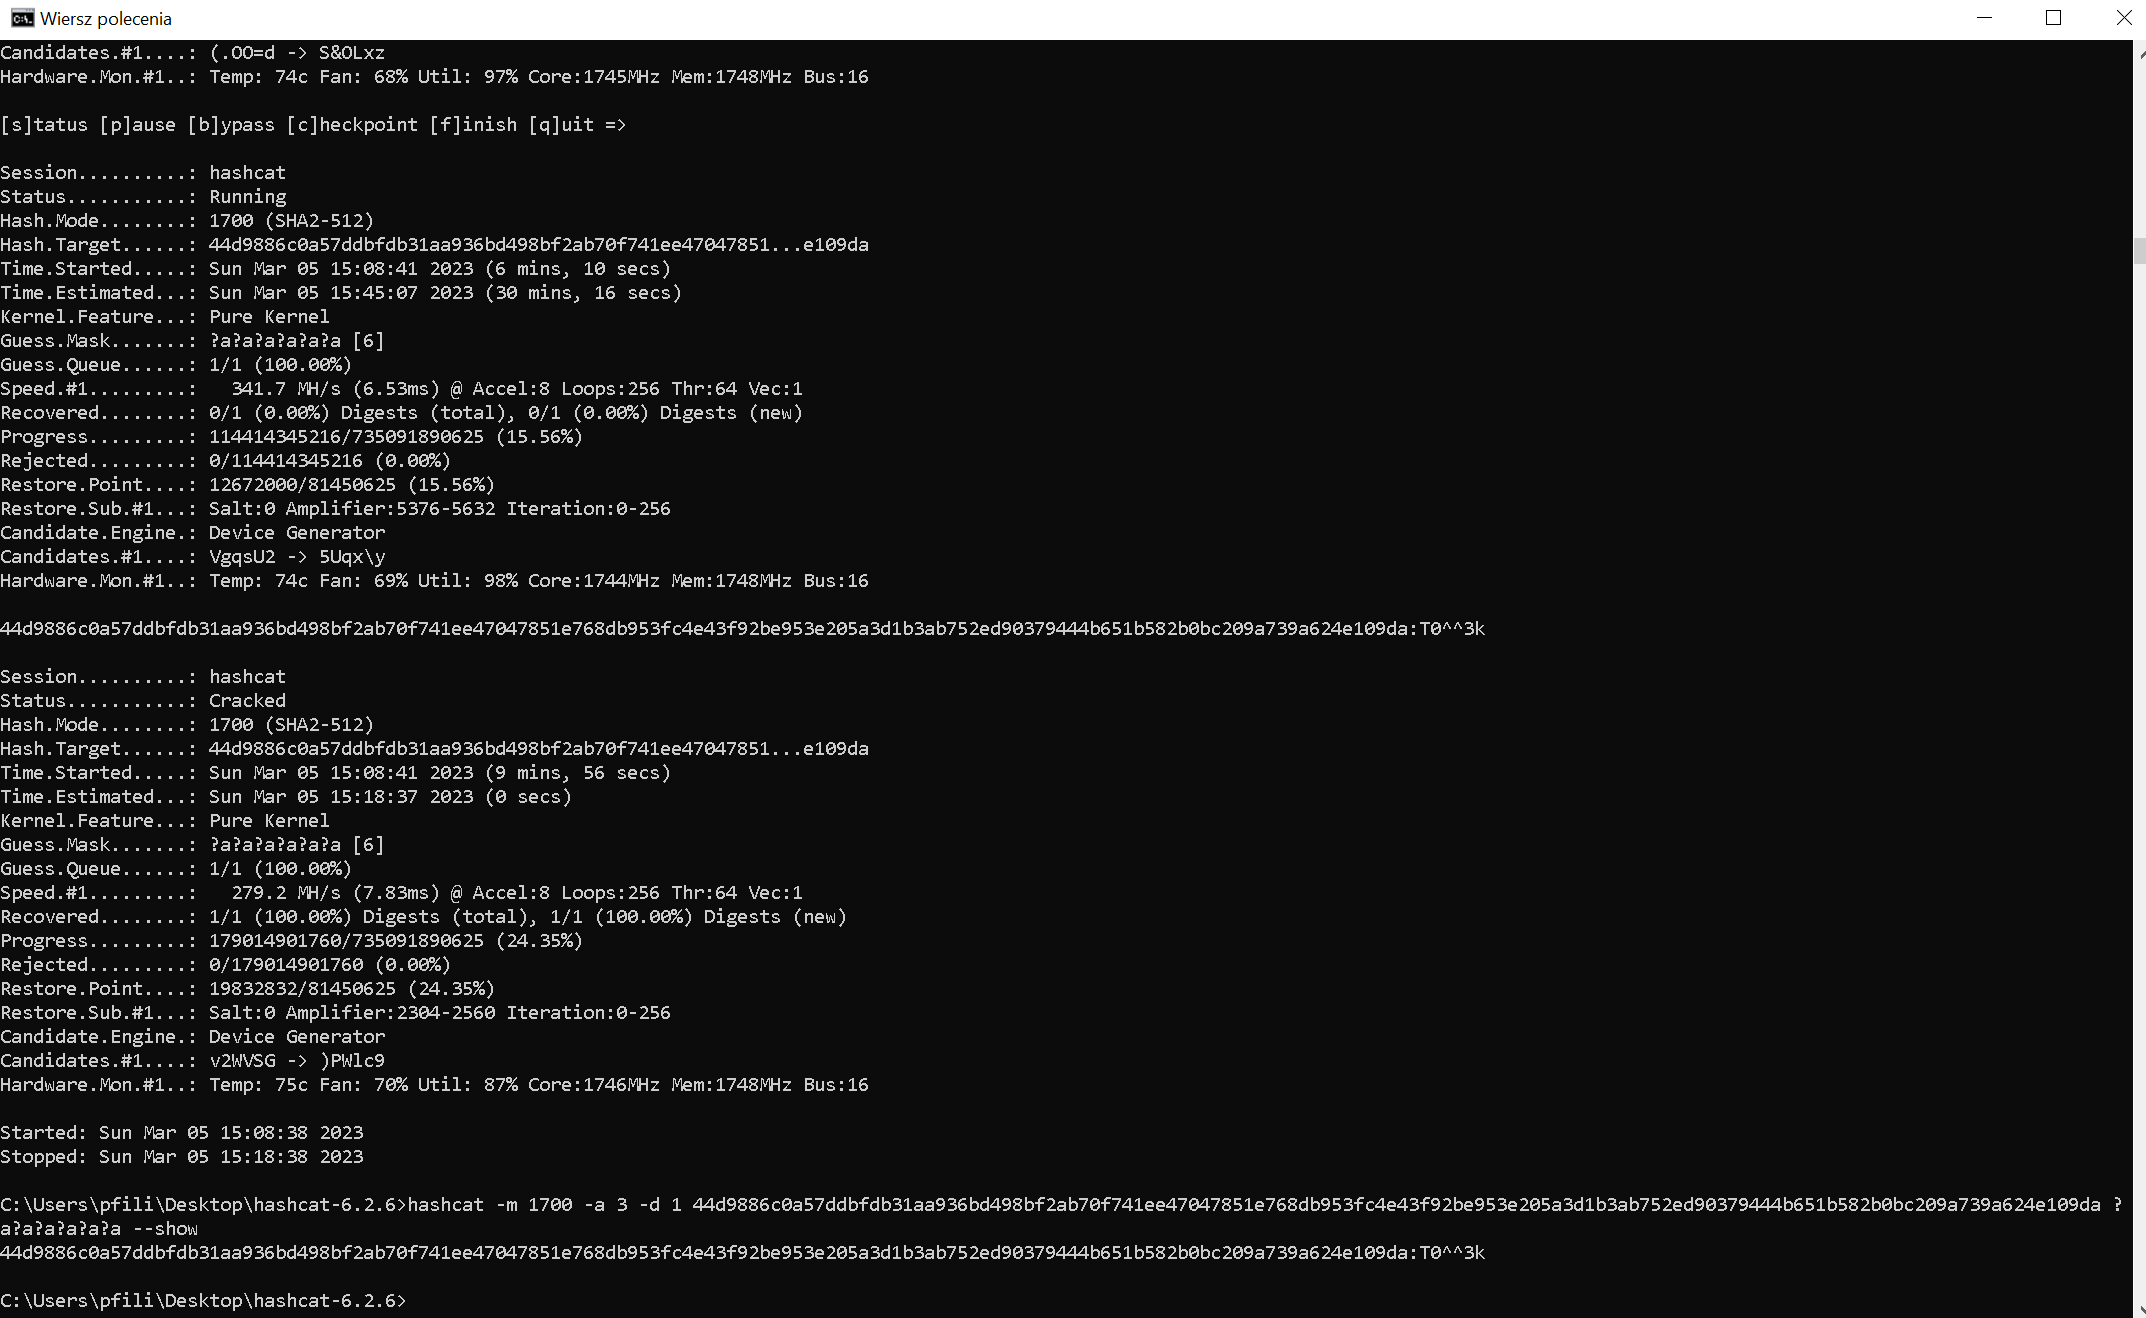 Wiersz polecenia
Candidates.#1....: (.OO=d -> S&OLxz
Hardware.Mon.#1..: Temp: 74c Fan: 68% Util: 97% Core:1745MHz Mem:1748MHz Bus:16
[s]tatus [p]ause [b]ypass [c]heckpoint [f]inish [q]uit =>
Session..........: hashcat
Status...........: Running
Hash.Mode........: 1700 (SHA2-512)
Hash.Target......: 44d9886c0a57ddbfdb31aa936bd498bf2ab70f741ee47047851...e109da
Time.Started.....: Sun Mar 05 15:08:41 2023 (6 mins, 10 secs)
Time.Estimated...: Sun Mar 05 15:45:07 2023 (30 mins, 16 secs)
Kernel.Feature...: Pure Kernel
Guess.Mask.......: ?a?a?a?a?a?a [6]
Guess.Queue......: 1/1 (100.00%)
Speed.#1.........:   341.7 MH/s (6.53ms) @ Accel:8 Loops:256 Thr:64 Vec:1
Recovered........: 0/1 (0.00%) Digests (total), 0/1 (0.00%) Digests (new)
Progress.........: 114414345216/735091890625 (15.56%)
Rejected.........: 0/114414345216 (0.00%)
Restore.Point....: 12672000/81450625 (15.56%)
Restore.Sub.#1...: Salt:0 Amplifier:5376-5632 Iteration:0-256
Candidate.Engine.: Device Generator
Candidates.#1....: VgqsU2 -> 5Uqx\y
Hardware.Mon.#1..: Temp: 74c Fan: 69% Util: 98% Core:1744MHz Mem:1748MHz Bus:16
44d9886c0a57ddbfdb31aa936bd498bf2ab70f741ee47047851e768db953fc4e43f92be953e205a3d1b3ab752ed90379444b651b582b0bc209a739a624e109da:T0^^3k
Session..........: hashcat
Status...........: Cracked
Hash.Mode........: 1700 (SHA2-512)
Hash.Target......: 44d9886c0a57ddbfdb31aa936bd498bf2ab70f741ee47047851...e109da
Time.Started.....: Sun Mar 05 15:08:41 2023 (9 mins, 56 secs)
Time.Estimated...: Sun Mar 05 15:18:37 2023 (0 secs)
Kernel.Feature...: Pure Kernel
Guess.Mask.......: ?a?a?a?a?a?a [6]
Guess.Queue......: 1/1 (100.00%)
Speed.#1.........:   279.2 MH/s (7.83ms) @ Accel:8 Loops:256 Thr:64 Vec:1
Recovered........: 1/1 (100.00%) Digests (total), 1/1 (100.00%) Digests (new)
Progress.........: 179014901760/735091890625 (24.35%)
Rejected.........: 0/179014901760 (0.00%)
Restore.Point....: 19832832/81450625 (24.35%)
Restore.Sub.#1...: Salt:0 Amplifier:2304-2560 Iteration:0-256
Candidate.Engine.: Device Generator
Candidates.#1....: v2WVSG -> )PWlc9
Hardware.Mon.#1..: Temp: 75c Fan: 70% Util: 87% Core:1746MHz Mem:1748MHz Bus:16
Started: Sun Mar 05 15:08:38 2023
Stopped: Sun Mar 05 15:18:38 2023
C:\Users\pfili\Desktop\hashcat-6.2.6>hashcat -m 1700 -a 3 -d 1 44d9886c0a57ddbfdb31aa936bd498bf2ab70f741ee47047851e768db953fc4e43f92be953e205a3d1b3ab752ed90379444b651b582b0bc209a739a624e109da ?
a?a?a?a?a?a --show
44d9886c0a57ddbfdb31aa936bd498bf2ab70f741ee47047851e768db953fc4e43f92be953e205a3d1b3ab752ed90379444b651b582b0bc209a739a624e109da:T0^^3k
C:\Users\pfili\Desktop\hashcat-6.2.6>